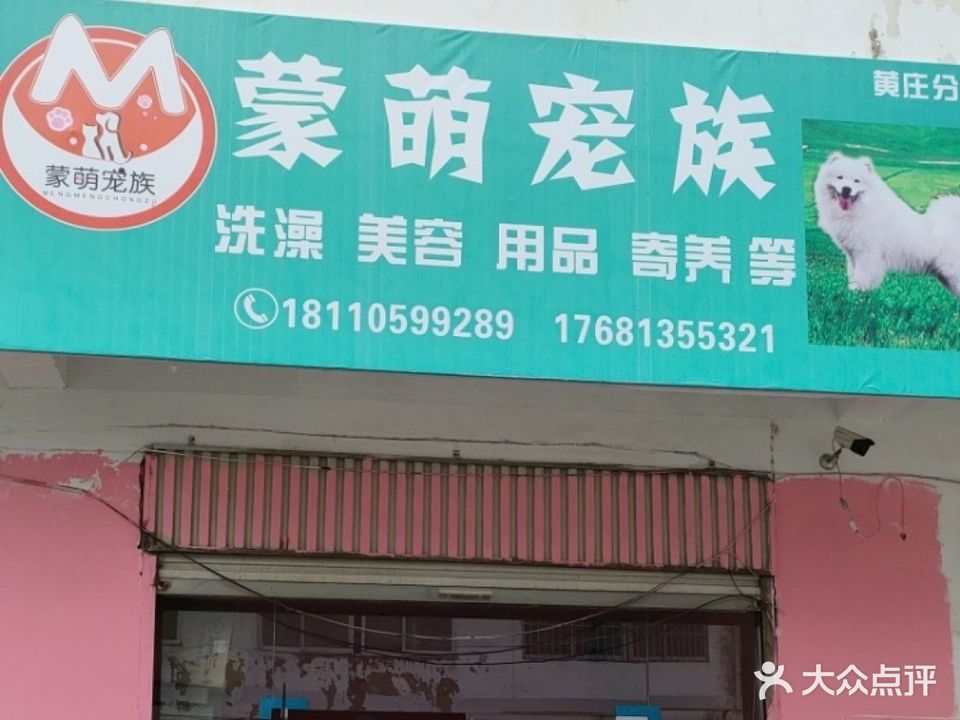 蒙萌宠族
MENGMENGCHONGZU
蒙萌宠族
黄庄分
洗澡 美容 用品 寄养 等
18110599289 17681355321
大众点评